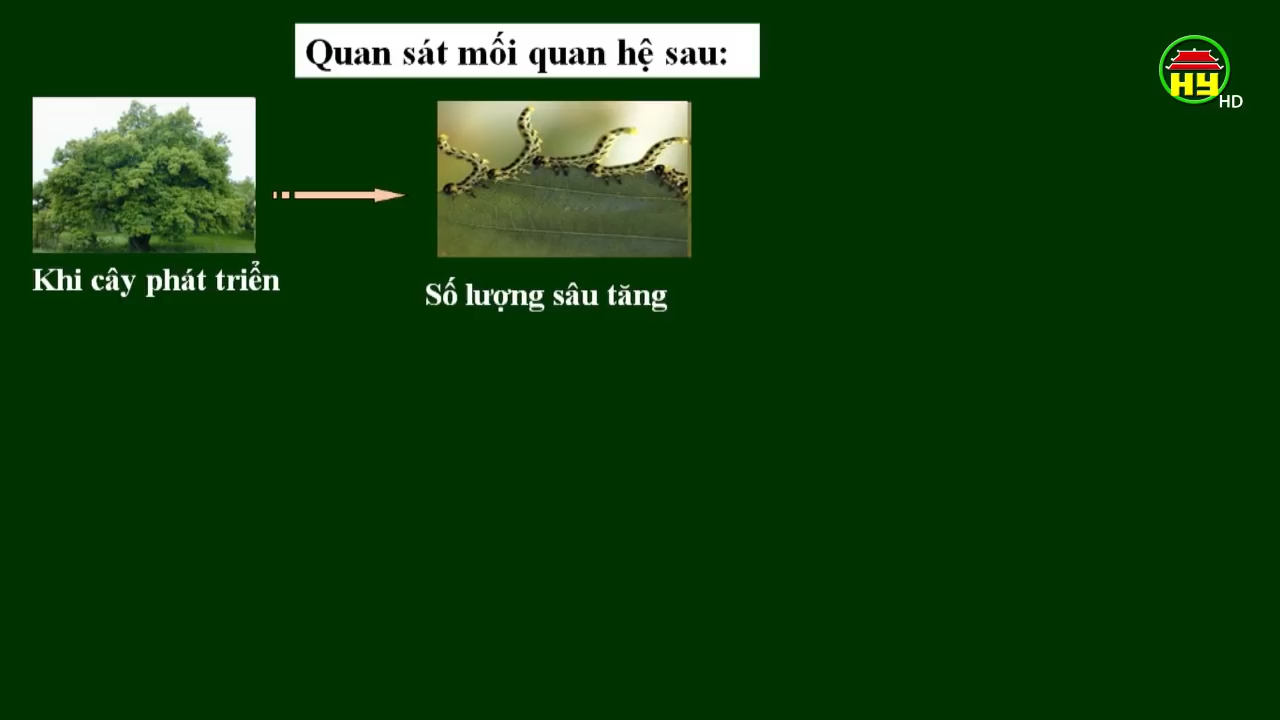 Quan sát mối quan hệ sau:
HY
HD
Khi cây phát triển
Số lượng sâu tăng